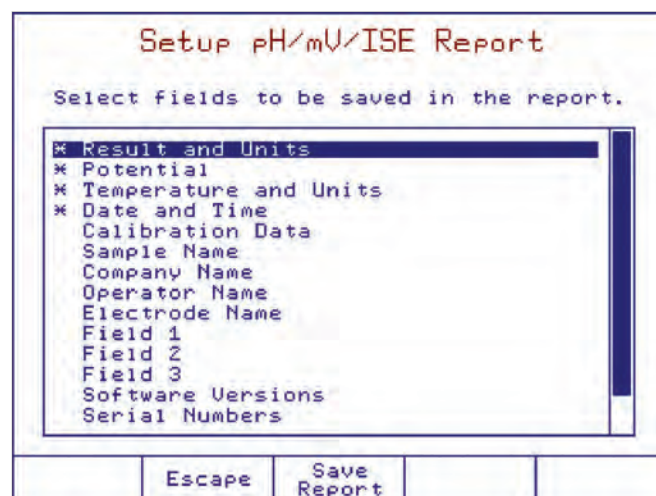 Setup pH/mV/ISE Report
Select fields to be saved in the report.
* Result and Units
* Potential
* Temperature and Units
* Date and Time
Calibration Data
Sample Name
Company Name
Operator Name
Electrode Name
Field 1
Field 2
Field 3
Software Versions
Serial Numbers
Escape
Save
Report